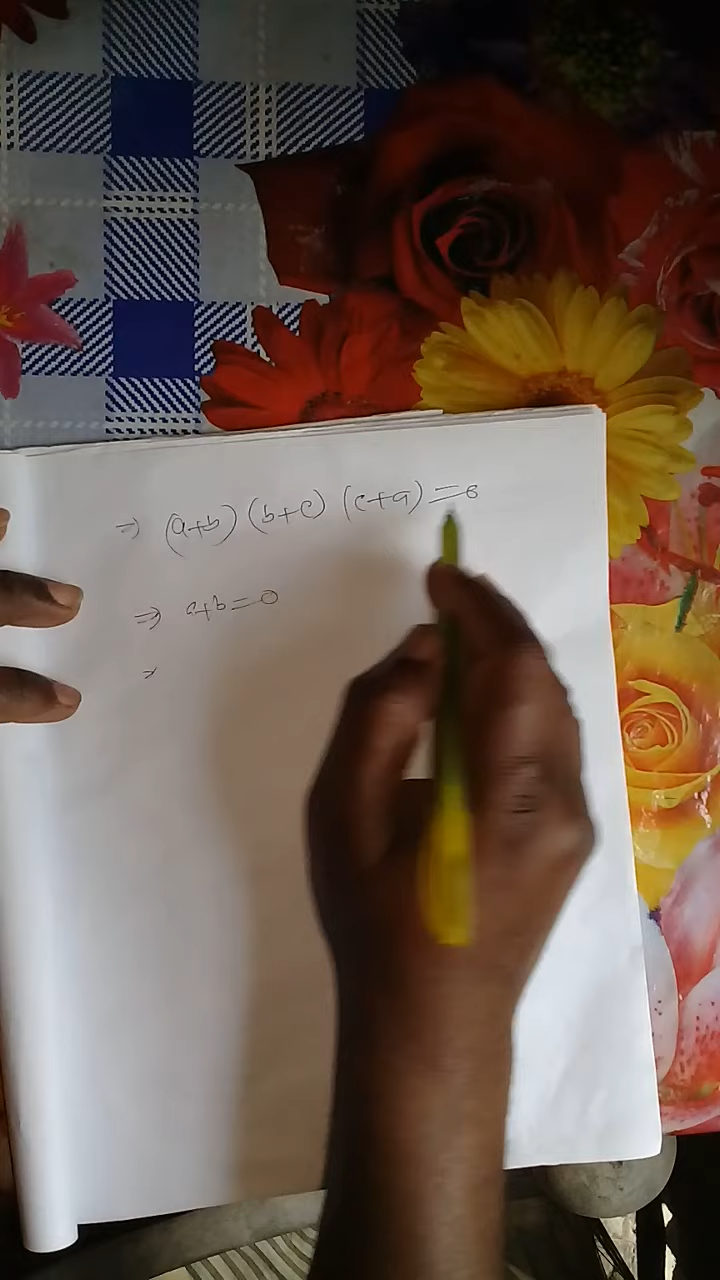 ⇒ (a+b) (b+c) (c+a) = 0
⇒ a+b = 0